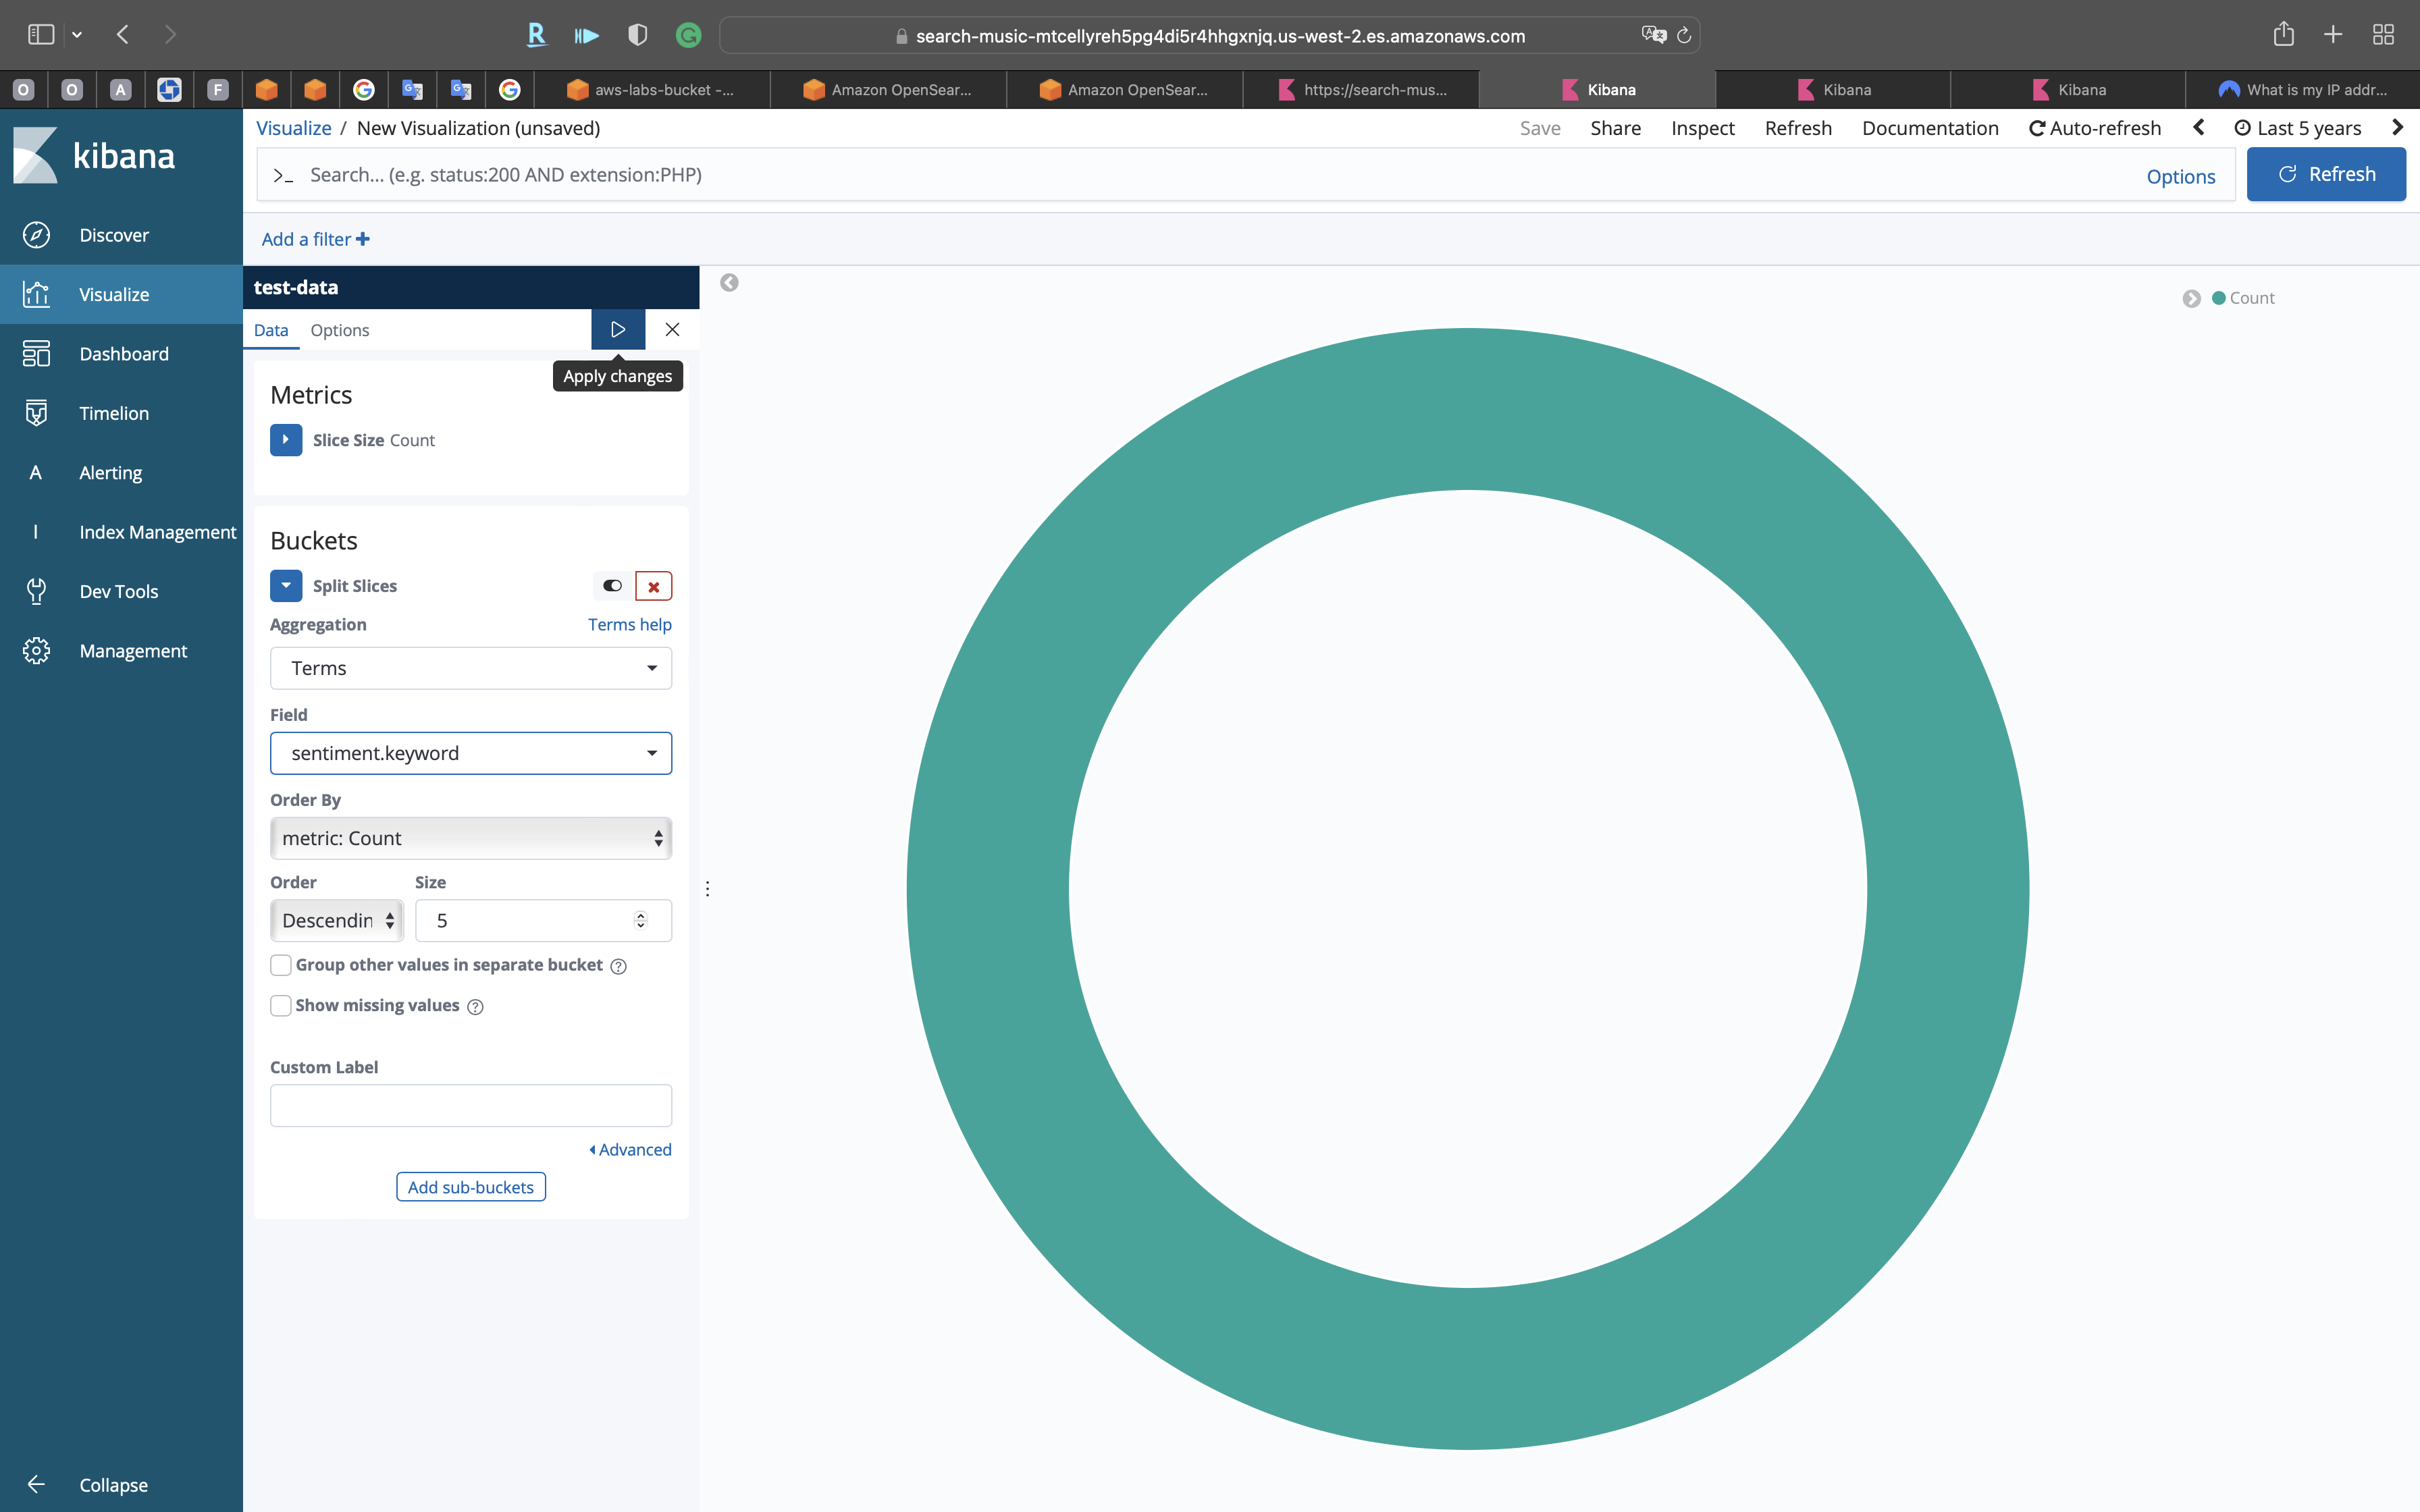 search-music-mtcellyreh5pg4di5r4hhgxnjq.us-west-2.es.amazonaws.com
O O A F aws-labs-bucket -... Amazon OpenSear... Amazon OpenSear... https://search-mus... Kibana Kibana Kibana What is my IP addr...
kibana
Discover
Visualize
Dashboard
Timelion
A Alerting
I Index Management
Dev Tools
Management
Collapse
Visualize / New Visualization (unsaved)
Save Share Inspect Refresh Documentation Auto-refresh Last 5 years
>_ Search... (e.g. status:200 AND extension:PHP) Options Refresh
Add a filter +
test-data
Data Options
Apply changes
Metrics
Slice Size Count
Buckets
Split Slices
Aggregation Terms help
Terms
Field
sentiment.keyword
Order By
metric: Count
Order Size
Descendin 5
Group other values in separate bucket ?
Show missing values ?
Custom Label
Advanced
Add sub-buckets
Count